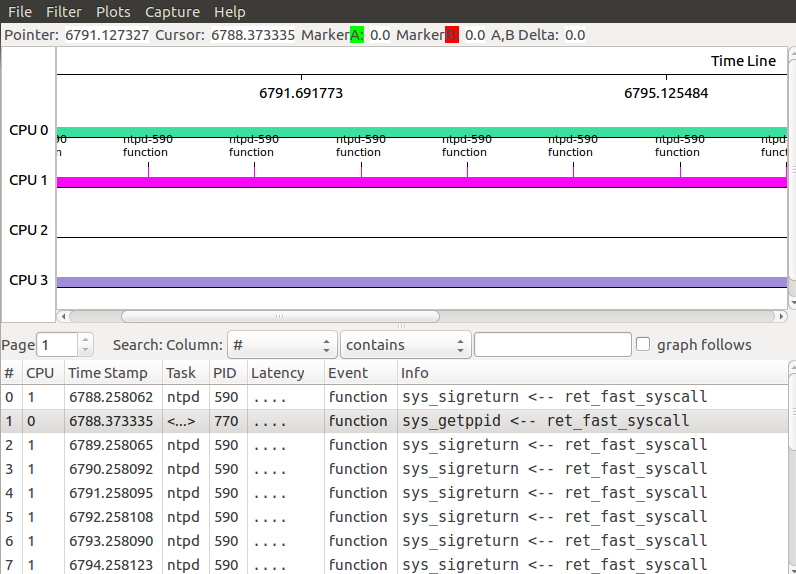 File Filter Plots Capture Help
Pointer: 6791.127327 Cursor: 6788.373335 MarkerA: 0.0 MarkerB: 0.0 A,B Delta: 0.0
Time Line
6791.691773 6795.125484
CPU 0
90 ntpd-590 ntpd-590 ntpd-590 ntpd-590 ntpd-590 ntpd-590 ntpd
n function function function function function function funct
CPU 1
CPU 2
CPU 3
Page 1 Search: Column: # contains graph follows
# CPU Time Stamp Task PID Latency Event Info
0 1 6788.258062 ntpd 590 .... function sys_sigreturn <-- ret_fast_syscall
1 0 6788.373335 <...> 770 .... function sys_getppid <-- ret_fast_syscall
2 1 6789.258065 ntpd 590 .... function sys_sigreturn <-- ret_fast_syscall
3 1 6790.258092 ntpd 590 .... function sys_sigreturn <-- ret_fast_syscall
4 1 6791.258095 ntpd 590 .... function sys_sigreturn <-- ret_fast_syscall
5 1 6792.258108 ntpd 590 .... function sys_sigreturn <-- ret_fast_syscall
6 1 6793.258090 ntpd 590 .... function sys_sigreturn <-- ret_fast_syscall
7 1 6794.258123 ntpd 590 .... function sys_sigreturn <-- ret_fast_syscall